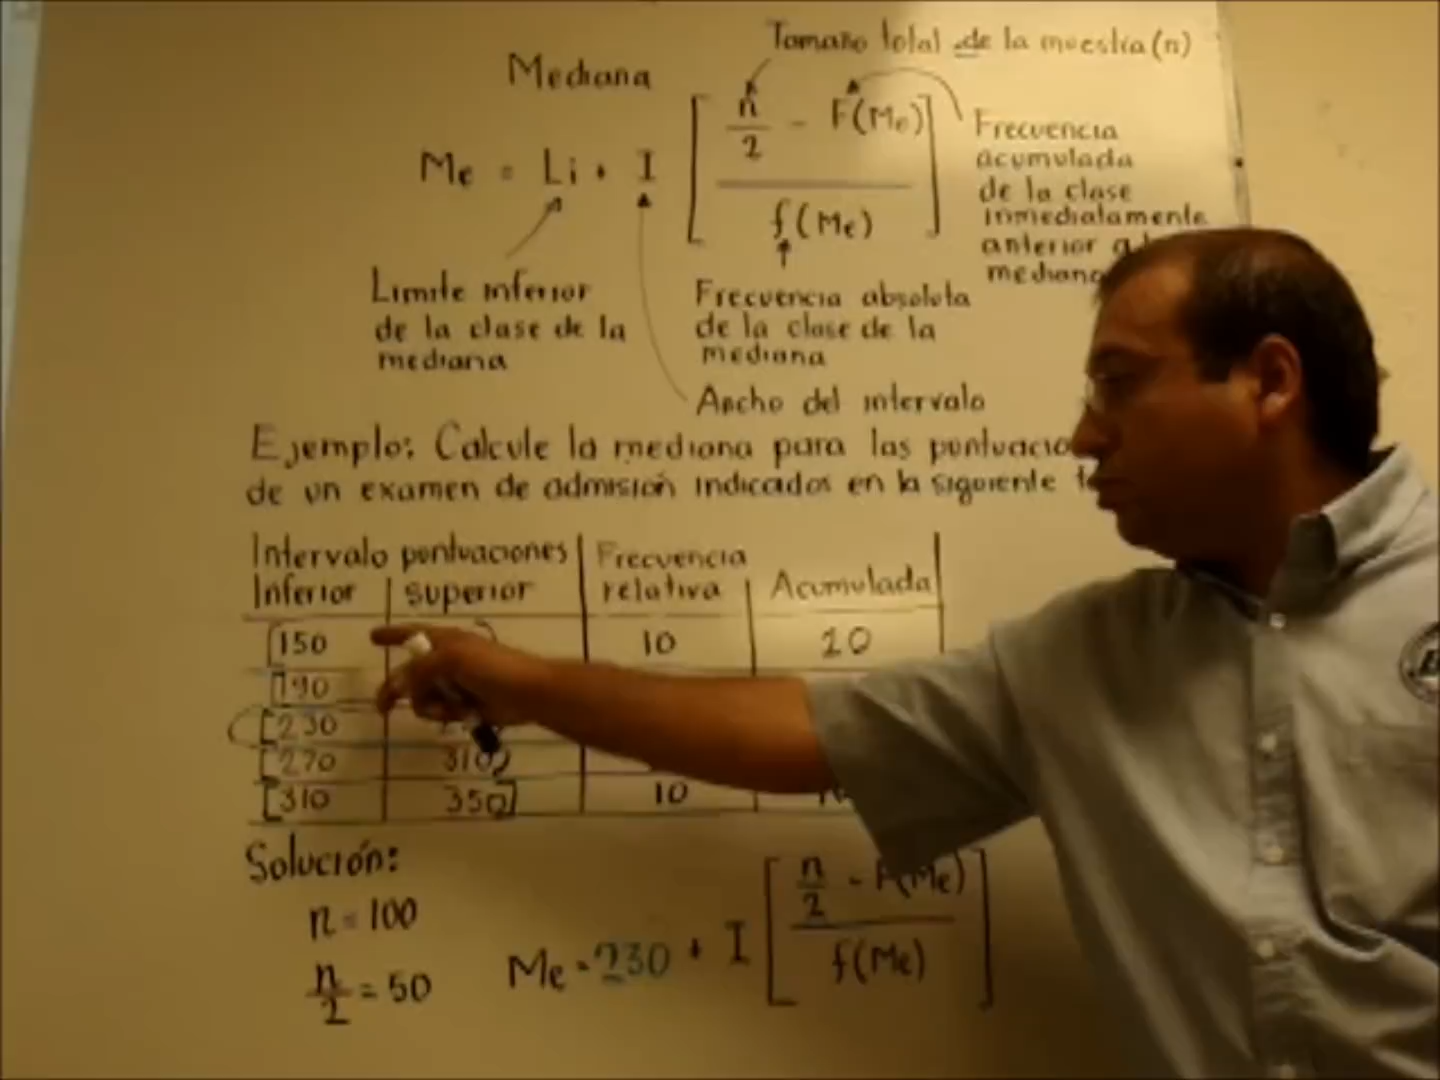 Tamaño total de la muestra (n)
Mediana
Me = Li + I [ n/2 - F(Me) / f(Me) ]
Frecuencia
acumulada
de la clase
inmediatamente
anterior a
mediana
Limite inferior
de la clase de la
mediana
Frecuencia absoluta
de la clase de la
mediana
Ancho del intervalo
Ejemplo: Calcule la mediana para las
de un examen de admisión indicados en la siguiente
Intervalo puntuaciones Frecuencia
Inferior superior relativa Acumulada
[150 ) 10 10
[190
[230
[270 310)
[310 350] 10
Solución:
n = 100
n/2 = 50
Me = 230 + I [ n/2 - F(Me) / f(Me) ]